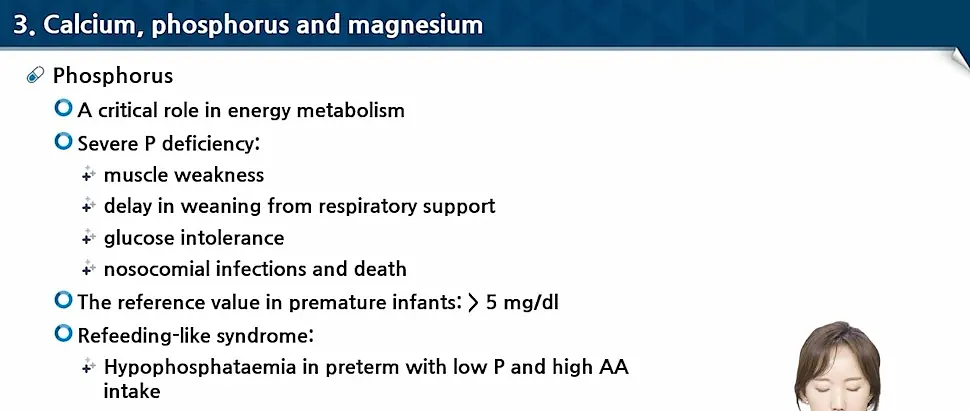 3. Calcium, phosphorus and magnesium
Phosphorus
A critical role in energy metabolism
Severe P deficiency:
muscle weakness
delay in weaning from respiratory support
glucose intolerance
nosocomial infections and death
The reference value in premature infants: > 5 mg/dl
Refeeding-like syndrome:
Hypophosphataemia in preterm with low P and high AA
intake